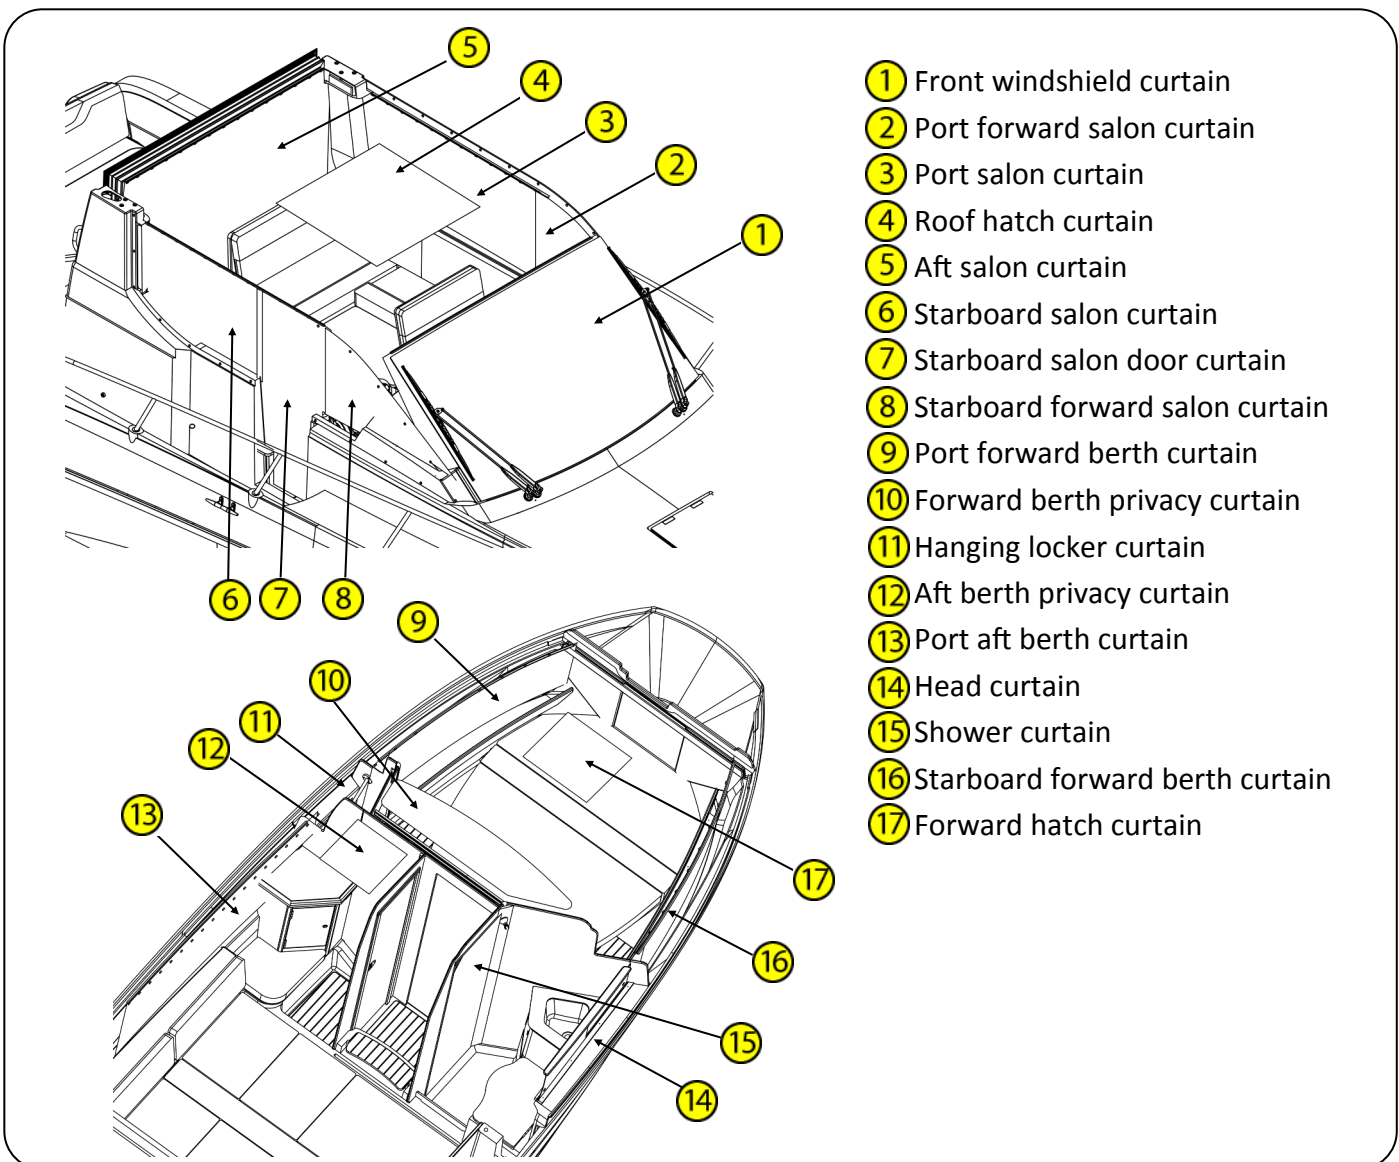 5
4
3
2
1
6
7
8
9
10
11
12
13
17
16
15
14
1 Front windshield curtain
2 Port forward salon curtain
3 Port salon curtain
4 Roof hatch curtain
5 Aft salon curtain
6 Starboard salon curtain
7 Starboard salon door curtain
8 Starboard forward salon curtain
9 Port forward berth curtain
10 Forward berth privacy curtain
11 Hanging locker curtain
12 Aft berth privacy curtain
13 Port aft berth curtain
14 Head curtain
15 Shower curtain
16 Starboard forward berth curtain
17 Forward hatch curtain